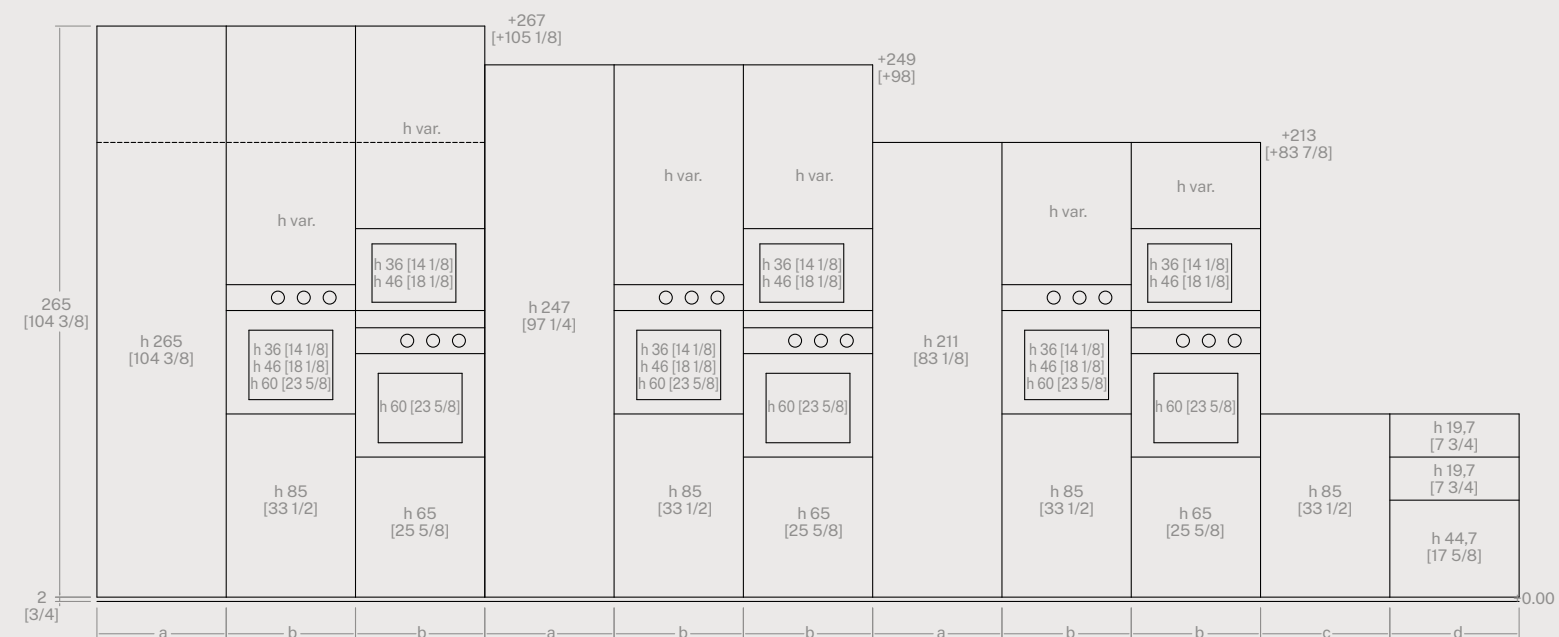 +267
[+105 1/8]
+249
[+98]
+213
[+83 7/8]
h var.
h var.
h var.
h var.
h var.
h var.
265
[104 3/8]
h 265
[104 3/8]
h 36 [14 1/8]
h 46 [18 1/8]
h 60 [23 5/8]
h 85
[33 1/2]
h 36 [14 1/8]
h 46 [18 1/8]
h 60 [23 5/8]
h 65
[25 5/8]
h 247
[97 1/4]
h 36 [14 1/8]
h 46 [18 1/8]
h 60 [23 5/8]
h 85
[33 1/2]
h 36 [14 1/8]
h 46 [18 1/8]
h 60 [23 5/8]
h 65
[25 5/8]
h 211
[83 1/8]
h 36 [14 1/8]
h 46 [18 1/8]
h 60 [23 5/8]
h 85
[33 1/2]
h 36 [14 1/8]
h 46 [18 1/8]
h 60 [23 5/8]
h 65
[25 5/8]
h 85
[33 1/2]
h 19,7
[7 3/4]
h 19,7
[7 3/4]
h 44,7
[17 5/8]
2
[3/4]
0.00
a
b
b
a
b
b
a
b
b
c
d